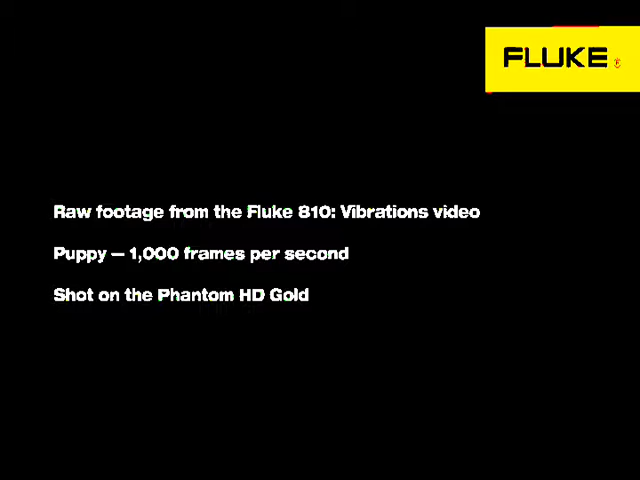 FLUKE®
Raw footage from the Fluke 810: Vibrations video
Puppy — 1,000 frames per second
Shot on the Phantom HD Gold